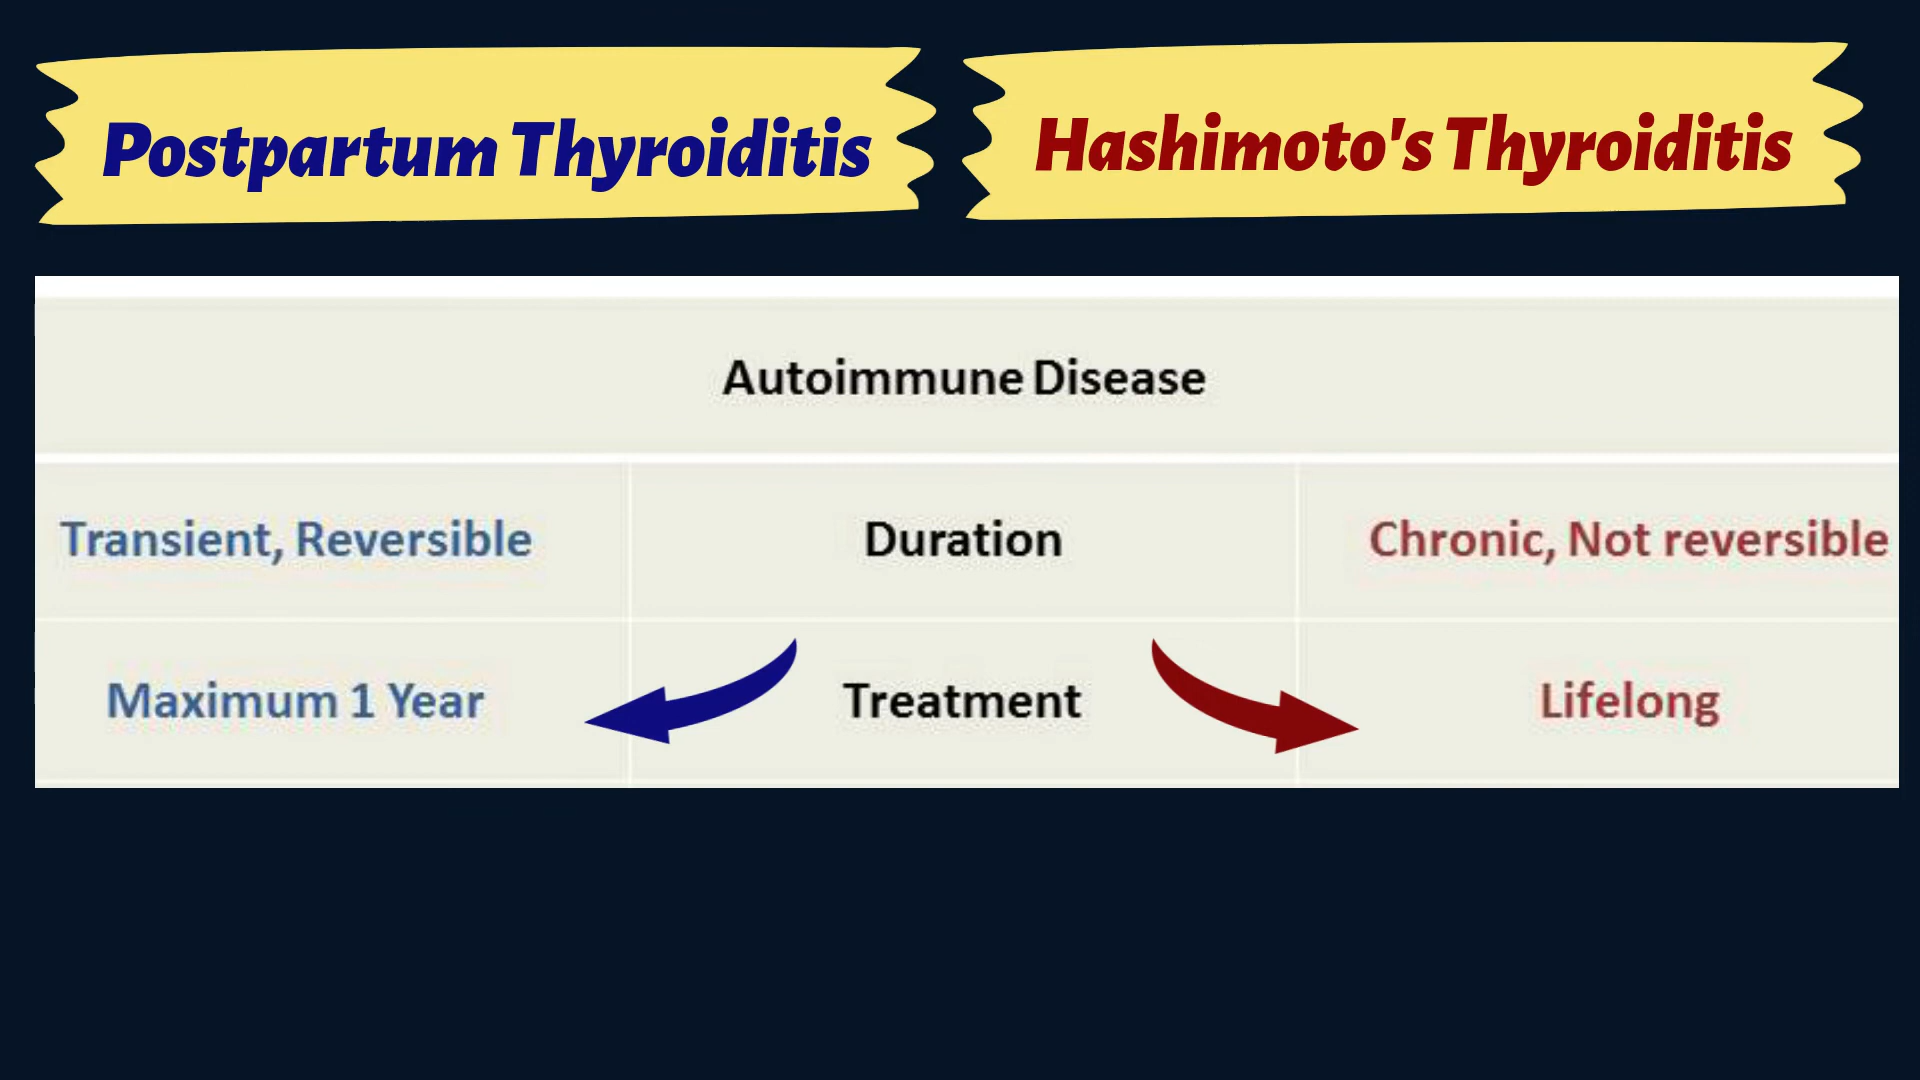 Postpartum Thyroiditis
Hashimoto's Thyroiditis
Autoimmune Disease
Transient, Reversible
Duration
Chronic, Not reversible
Maximum 1 Year
Treatment
Lifelong